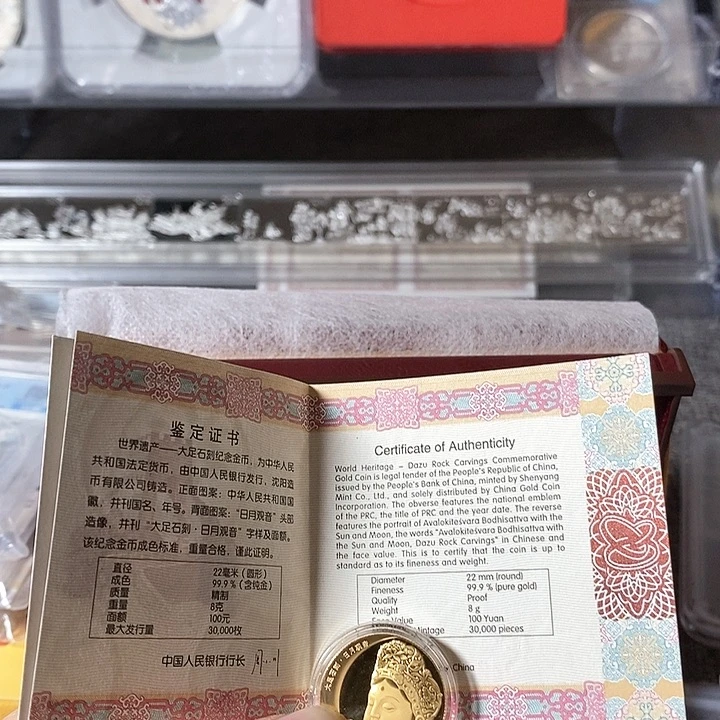 鉴定证书
世界遗产——大足石刻纪念金币，为中华人民
共和国法定货币，由中国人民银行发行，沈阳造
币有限公司铸造。正面图案：中华人民共和国国
徽，并刊国名、年号。背面图案：“日月观音”头部
造像，并刊“大足石刻·日月观音”字样及面额。
该纪念金币成色标准，重量合格，谨此证明。
直径 22毫米（圆形）
成色 99.9%（含纯金）
质量 精制
重量 8克
面额 100元
最大发行量 30,000枚
中国人民银行行长
Certificate of Authenticity
World Heritage – Dazu Rock Carvings Commemorative
Gold Coin is legal tender of the People's Republic of China,
issued by the People's Bank of China, minted by Shenyang
Mint Co., Ltd., and solely distributed by China Gold Coin
Incorporation. The obverse features the national emblem
of the PRC, the title of PRC and the year date. The reverse
features the portrait of Avalokiteśvara Bodhisattva with the
Sun and Moon, the words "Avalokiteśvara Bodhisattva with
the Sun and Moon, Dazu Rock Carvings" in Chinese and
the face value. This is to certify that the coin is up to
standard as to its fineness and weight.
Diameter 22 mm (round)
Fineness 99.9% (pure gold)
Quality Proof
Weight 8 g
Face Value 100 Yuan
Mintage 30,000 pieces
China
大足石刻·日月观音